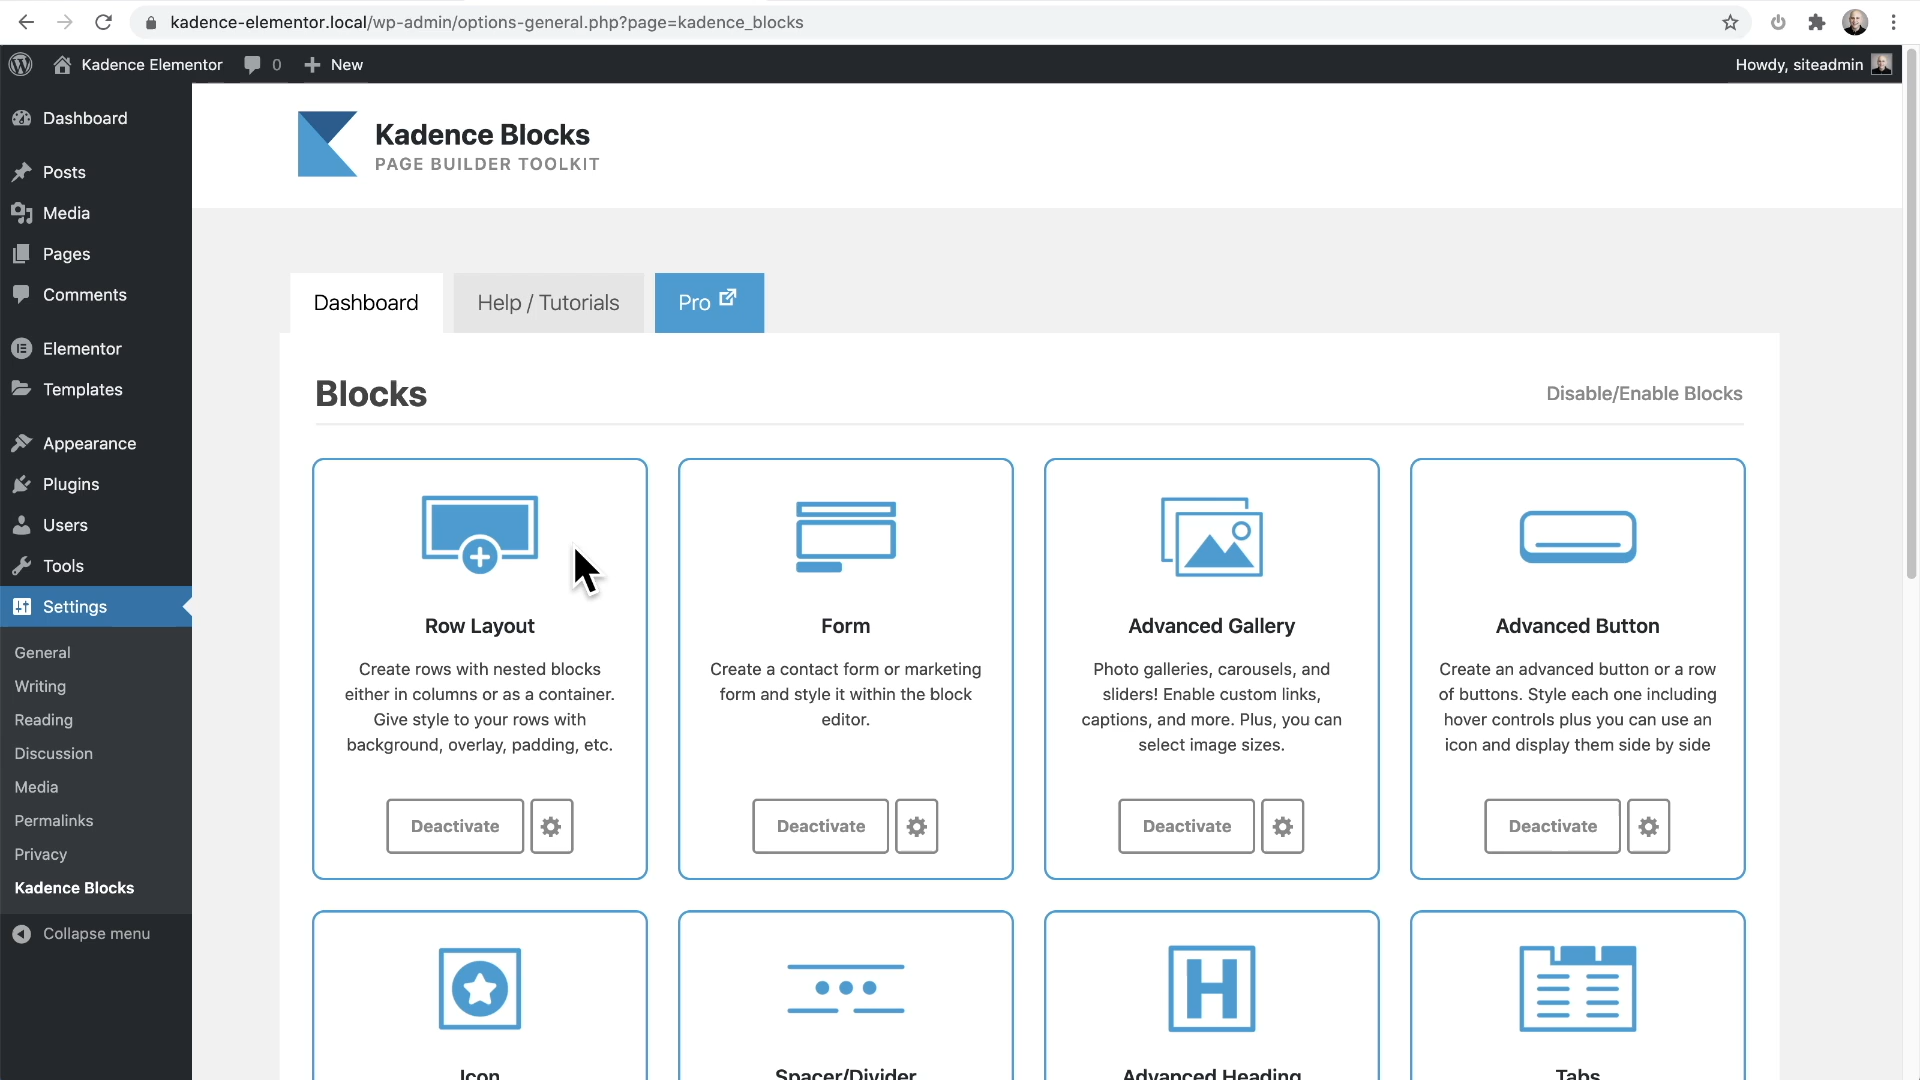 kadence-elementor.local/wp-admin/options-general.php?page=kadence_blocks
Kadence Elementor
0
New
Howdy, siteadmin
Dashboard
Posts
Media
Pages
Comments
Elementor
Templates
Appearance
Plugins
Users
Tools
Settings
General
Writing
Reading
Discussion
Media
Permalinks
Privacy
Kadence Blocks
Collapse menu
Kadence Blocks
PAGE BUILDER TOOLKIT
Dashboard
Help / Tutorials
Pro
Blocks
Disable/Enable Blocks
Row Layout
Create rows with nested blocks
either in columns or as a container.
Give style to your rows with
background, overlay, padding, etc.
Deactivate
Form
Create a contact form or marketing
form and style it within the block
editor.
Deactivate
Advanced Gallery
Photo galleries, carousels, and
sliders! Enable custom links,
captions, and more. Plus, you can
select image sizes.
Deactivate
Advanced Button
Create an advanced button or a row
of buttons. Style each one including
hover controls plus you can use an
icon and display them side by side
Deactivate
Icon
Spacer/Divider
H
Advanced Heading
Tabs